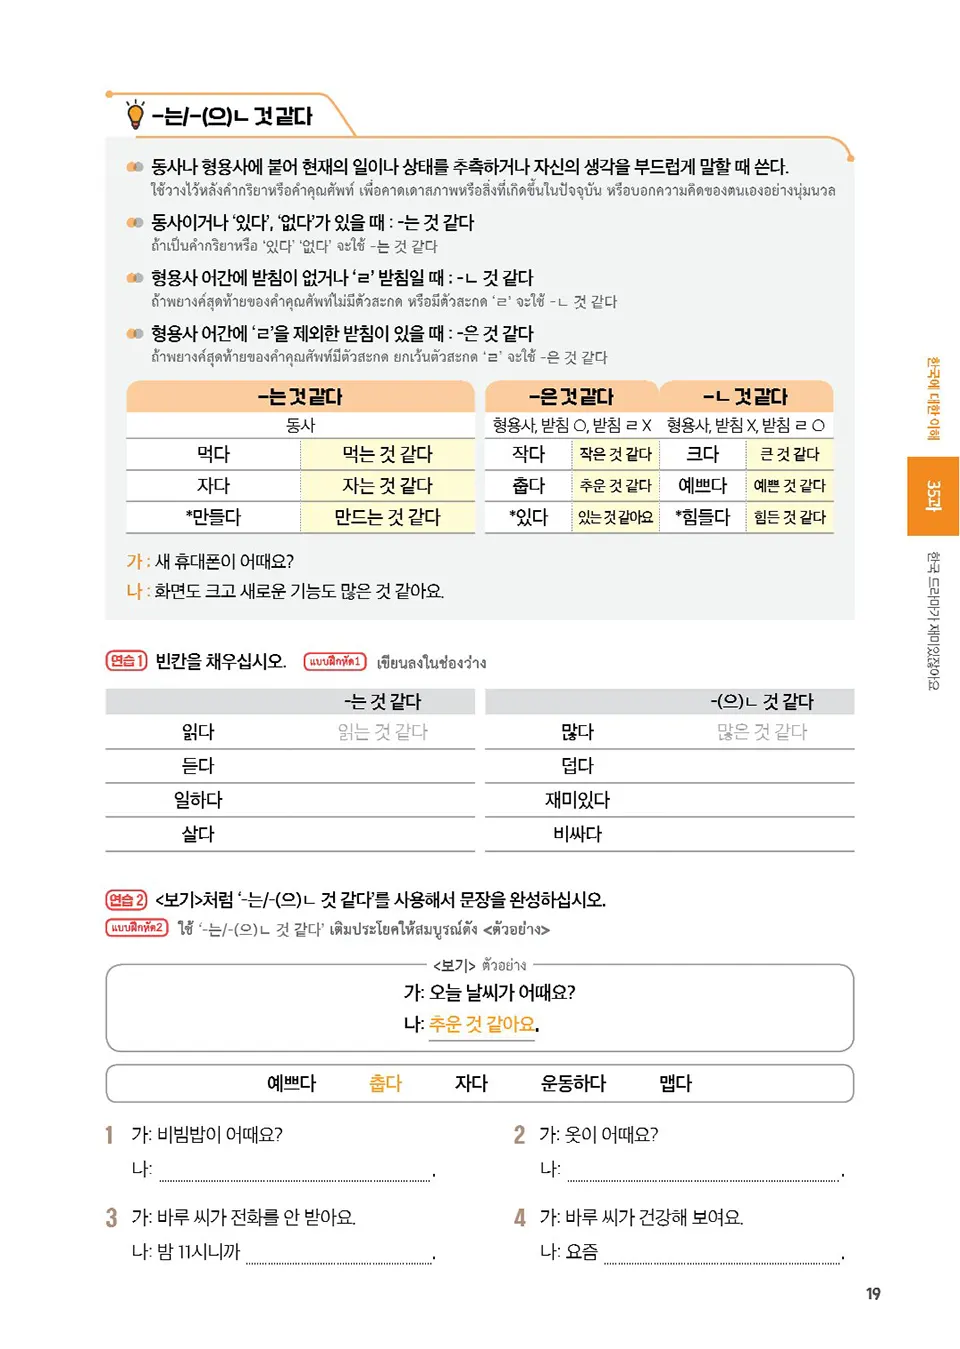 -는/-(으)ㄴ 것 같다
동사나 형용사에 붙어 현재의 일이나 상태를 추측하거나 자신의 생각을 부드럽게 말할 때 쓴다.
ใช้วางไว้หลังคำกริยาหรือคำคุณศัพท์ เพื่อคาดเดาสภาพหรือสิ่งที่เกิดขึ้นในปัจจุบัน หรือบอกความคิดของตนเองอย่างนุ่มนวล
동사이거나 ‘있다’, ‘없다’가 있을 때 : -는 것 같다
ถ้าเป็นคำกริยาหรือ ‘있다’ ‘없다’ จะใช้ -는 것 같다
형용사 어간에 받침이 없거나 ‘ㄹ’ 받침일 때 : -ㄴ 것 같다
ถ้าพยางค์สุดท้ายของคำคุณศัพท์ไม่มีตัวสะกด หรือมีตัวสะกด ‘ㄹ’ จะใช้ -ㄴ 것 같다
형용사 어간에 ‘ㄹ’을 제외한 받침이 있을 때 : -은 것 같다
ถ้าพยางค์สุดท้ายของคำคุณศัพท์มีตัวสะกด ยกเว้นตัวสะกด ‘ㄹ’ จะใช้ -은 것 같다
-는 것 같다 -은 것 같다 -ㄴ 것 같다
동사 형용사, 받침 O, 받침 ㄹ X 형용사, 받침 X, 받침 ㄹ O
먹다 먹는 것 같다 작다 작은 것 같다 크다 큰 것 같다
자다 자는 것 같다 춥다 추운 것 같다 예쁘다 예쁜 것 같다
*만들다 만드는 것 같다 *있다 있는 것 같아요 *힘들다 힘든 것 같다
가 : 새 휴대폰이 어때요?
나 : 화면도 크고 새로운 기능도 많은 것 같아요.
연습 1 빈칸을 채우십시오. แบบฝึกหัด1 เขียนลงในช่องว่าง
-는 것 같다 -(으)ㄴ 것 같다
읽다 읽는 것 같다 많다 많은 것 같다
듣다 덥다
일하다 재미있다
살다 비싸다
연습 2 <보기>처럼 ‘-는/-(으)ㄴ 것 같다’를 사용해서 문장을 완성하십시오.
แบบฝึกหัด2 ใช้ ‘-는/-(으)ㄴ 것 같다’ เติมประโยคให้สมบูรณ์ดัง <ตัวอย่าง>
<보기> ตัวอย่าง
가: 오늘 날씨가 어때요?
나: 추운 것 같아요.
예쁘다 춥다 자다 운동하다 맵다
1 가: 비빔밥이 어때요?
나: .
2 가: 옷이 어때요?
나: .
3 가: 바루 씨가 전화를 안 받아요.
나: 밤 11시니까 .
4 가: 바루 씨가 건강해 보여요.
나: 요즘 .
한국에 대한 이해
35과
한국 드라마가 재미있잖아요
19